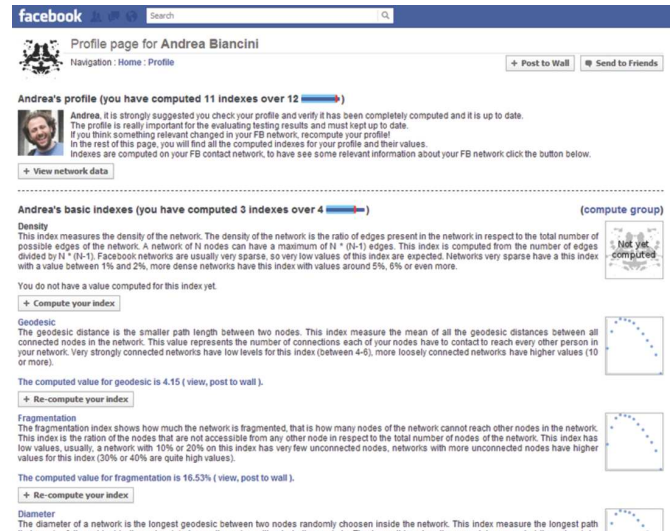 facebook
Search
Profile page for Andrea Biancini
Navigation : Home : Profile
+ Post to Wall
Send to Friends
Andrea's profile (you have computed 11 indexes over 12 )
Andrea, it is strongly suggested you check your profile and verify it has been completely computed and it is up to date.
The profile is really important for the evaluating testing results and must kept up to date.
If you think something relevant changed in your FB network, recompute your profile!
In the rest of this page, you will find all the computed indexes for your profile and their values.
Indexes are computed on your FB contact network, to have see some relevant information about your FB network click the button below.
+ View network data
Andrea's basic indexes (you have computed 3 indexes over 4 )
(compute group)
Density
This index measures the density of the network. The density of the network is the ratio of edges present in the network in respect to the total number of
possible edges of the network. A network of N nodes can have a maximum of N * (N-1) edges. This index is computed from the number of edges
divided by N * (N-1). Facebook networks are usually very sparse, so very low values of this index are expected. Networks very sparse have a this index
with a value between 1% and 2%, more dense networks have this index with values around 5%, 6% or even more.
Not yet
computed
You do not have a value computed for this index yet.
+ Compute your index
Geodesic
The geodesic distance is the smaller path length between two nodes. This index measure the mean of all the geodesic distances between all
connected nodes in the network. This value represents the number of connections each of your nodes have to contact to reach every other person in
your network. Very strongly connected networks have low levels for this index (between 4-6), more loosely connected networks have higher values (10
or more).
The computed value for geodesic is 4.15 ( view, post to wall ).
+ Re-compute your index
Fragmentation
The fragmentation index shows how much the network is fragmented, that is how many nodes of the network cannot reach other nodes in the network.
This index is the ration of the nodes that are not accessible from any other node in respect to the total number of nodes of the network. This index has
low values, usually, a network with 10% or 20% on this index has very few unconnected nodes, networks with more unconnected nodes have higher
values for this index (30% or 40% are quite high values).
The computed value for fragmentation is 16.53% ( view, post to wall ).
+ Re-compute your index
Diameter
The diameter of a network is the longest geodesic between two nodes randomly choosen inside the network. This index measure the longest path